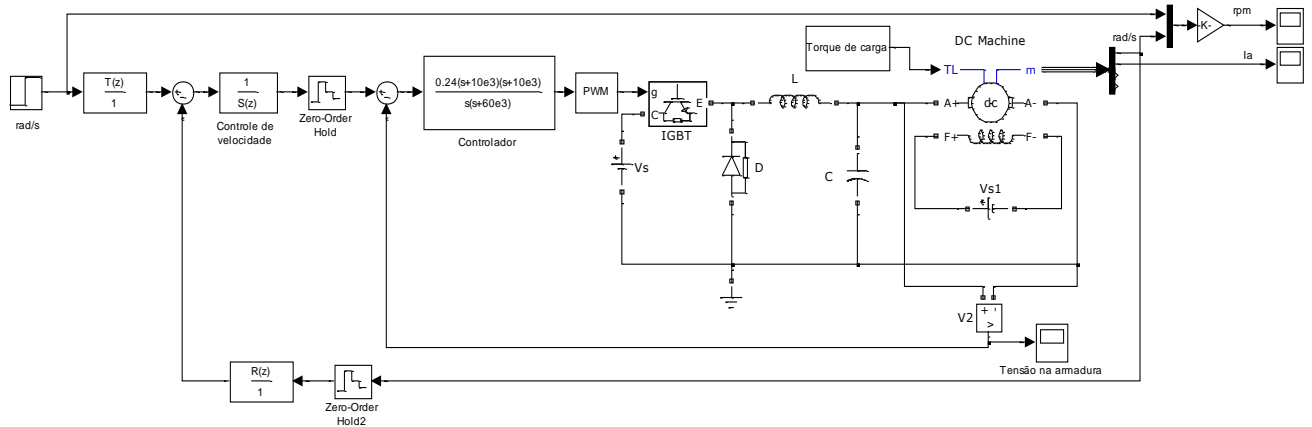 rad/s
T(z)
1
1
S(z)
Controle de
velocidade
Zero-Order
Hold
0.24(s+10e3)(s+10e3)
s(s+60e3)
Controlador
PWM
g
C
E
IGBT
Vs
D
L
C
Torque de carga
DC Machine
TL
m
A+
dc
A-
F+
F-
Vs1
rad/s
-K-
rpm
Ia
V2
+ -
>
Tensão na armadura
R(z)
1
Zero-Order
Hold2